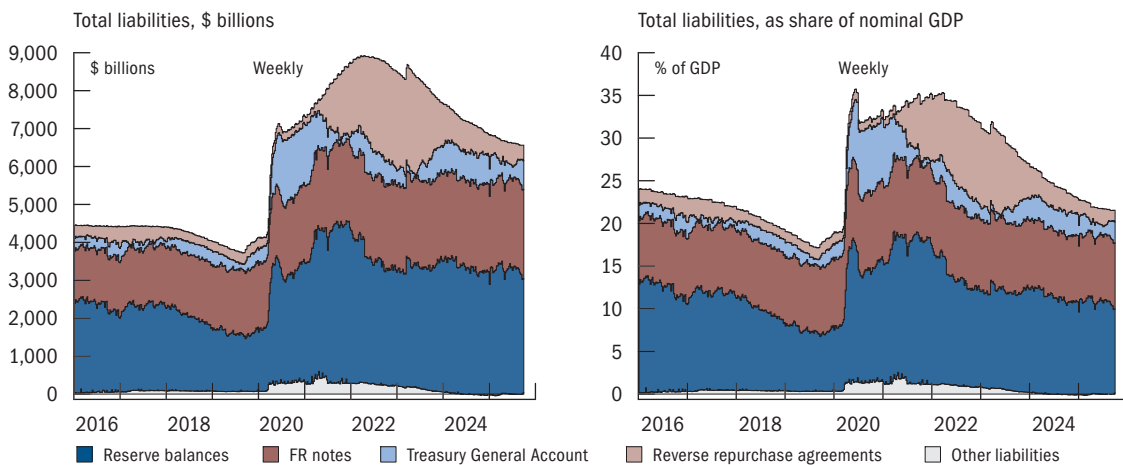 Total liabilities, $ billions
9,000
8,000
7,000
6,000
5,000
4,000
3,000
2,000
1,000
0
$ billions
Weekly
2016 2018 2020 2022 2024
Total liabilities, as share of nominal GDP
40
35
30
25
20
15
10
5
0
% of GDP
Weekly
2016 2018 2020 2022 2024
Reserve balances FR notes Treasury General Account Reverse repurchase agreements Other liabilities